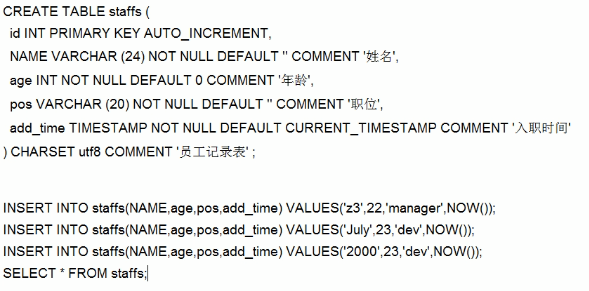 CREATE TABLE staffs (
id INT PRIMARY KEY AUTO_INCREMENT,
NAME VARCHAR (24) NOT NULL DEFAULT '' COMMENT '姓名',
age INT NOT NULL DEFAULT 0 COMMENT '年龄',
pos VARCHAR (20) NOT NULL DEFAULT '' COMMENT '职位',
add_time TIMESTAMP NOT NULL DEFAULT CURRENT_TIMESTAMP COMMENT '入职时间'
) CHARSET utf8 COMMENT '员工记录表' ;
INSERT INTO staffs(NAME,age,pos,add_time) VALUES('z3',22,'manager',NOW());
INSERT INTO staffs(NAME,age,pos,add_time) VALUES('July',23,'dev',NOW());
INSERT INTO staffs(NAME,age,pos,add_time) VALUES('2000',23,'dev',NOW());
SELECT * FROM staffs;